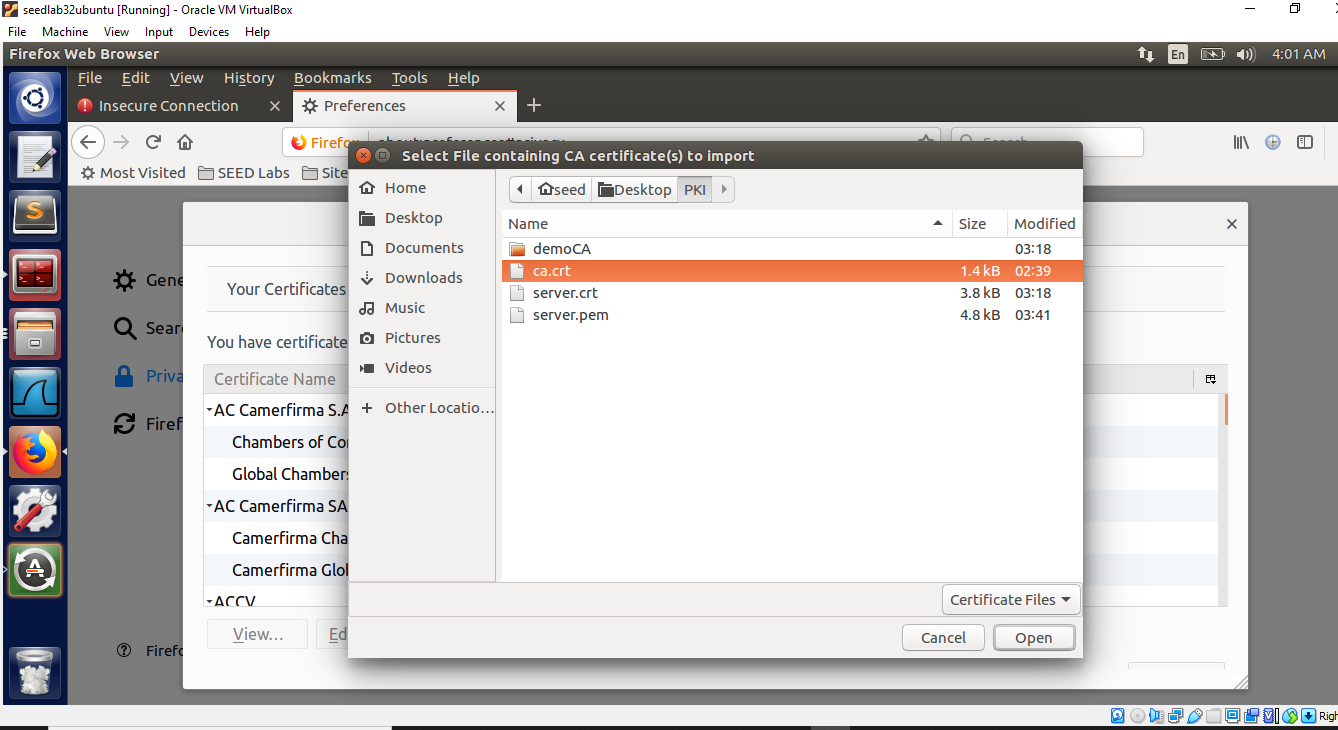 seedlab32ubuntu [Running] - Oracle VM VirtualBox
File Machine View Input Devices Help
Firefox Web Browser En 4:01 AM
File Edit View History Bookmarks Tools Help
Insecure Connection Preferences
Firefo Search
Select File containing CA certificate(s) to import
Most Visited SEED Labs Site
Home seed Desktop PKI
Desktop Name Size Modified
Documents demoCA 03:18
Downloads ca.crt 1.4 kB 02:39
Music server.crt 3.8 kB 03:18
Pictures server.pem 4.8 kB 03:41
Videos
Other Locatio...
Gene
Sear
Priva
Firef
Firefo
Your Certificates
You have certificate
Certificate Name
AC Camerfirma S.A
Chambers of Co
Global Chambers
AC Camerfirma SA
Camerfirma Cha
Camerfirma Glob
ACCV
View... Ed
Certificate Files
Cancel Open
Righ